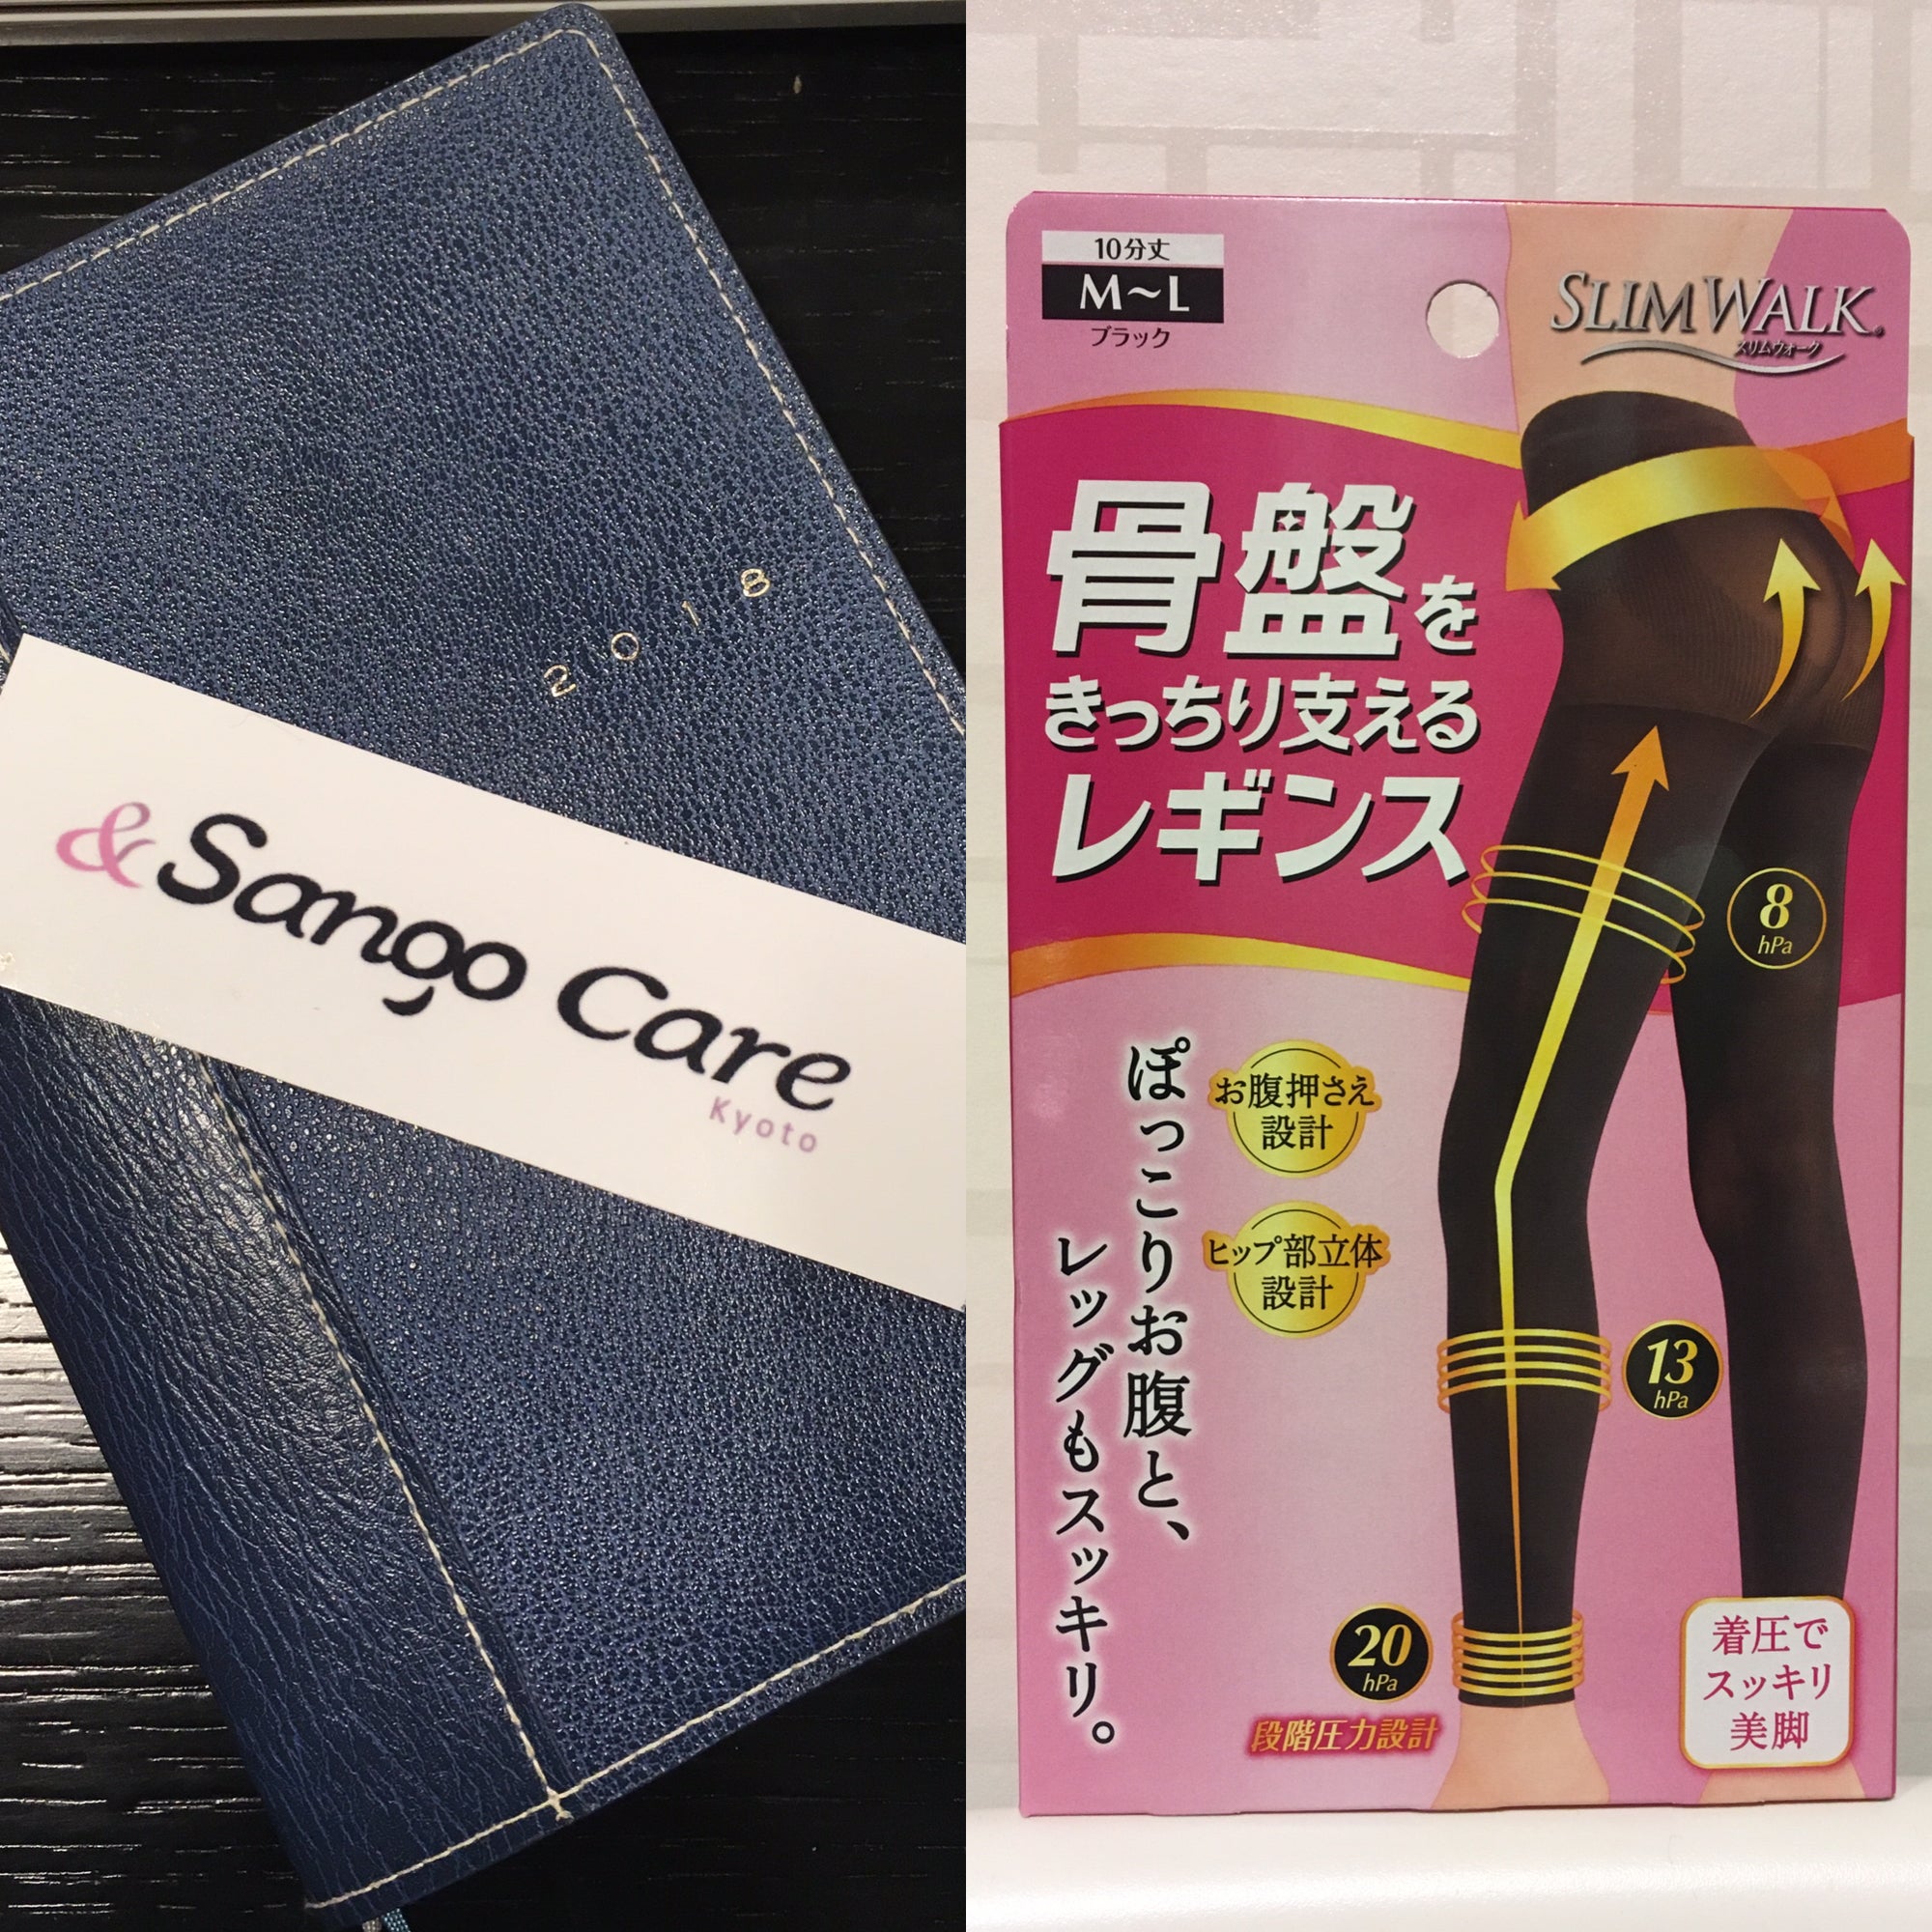 2018
&Sango Care
Kyoto
10分丈
M～L
ブラック
SLIM WALK®
スリムウォーク
骨盤を
きっちり支える
レギンス
8
hPa
ぽっこりお腹と、
レッグもスッキリ。
お腹押さえ
設計
ヒップ部立体
設計
13
hPa
20
hPa
段階圧力設計
着圧で
スッキリ
美脚